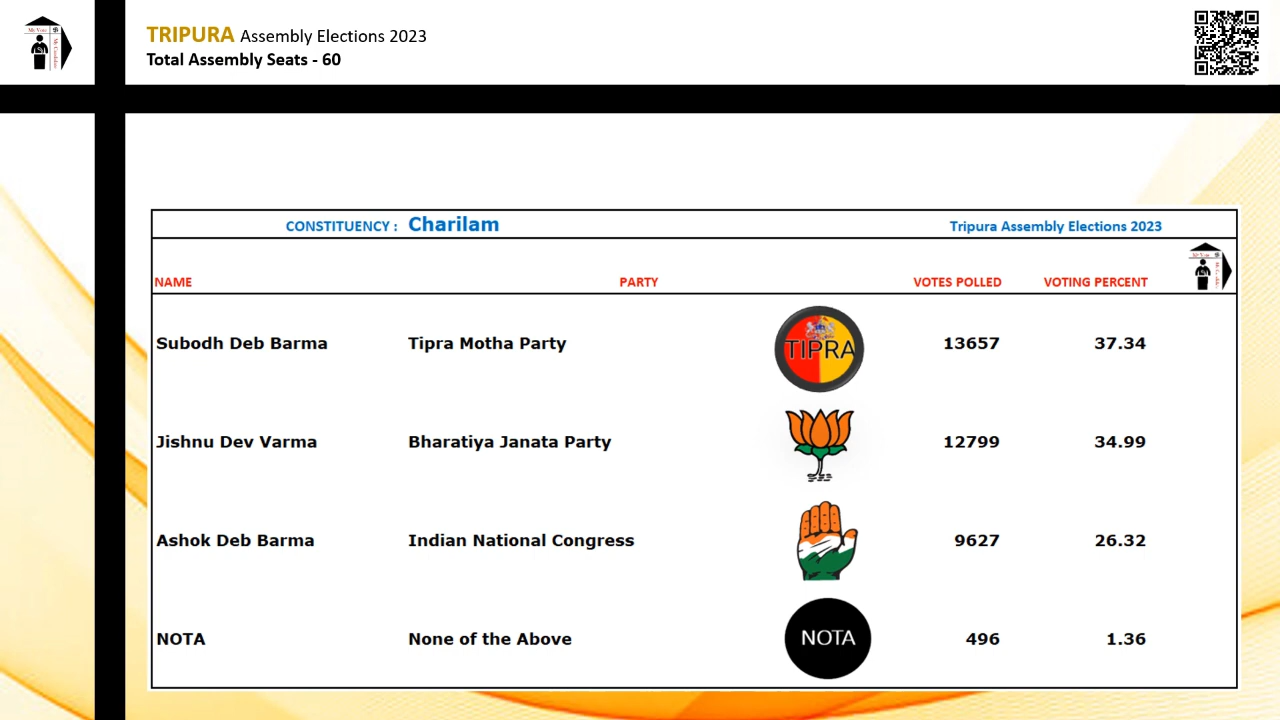 TRIPURA Assembly Elections 2023
Total Assembly Seats - 60
CONSTITUENCY : Charilam Tripura Assembly Elections 2023
NAME PARTY VOTES POLLED VOTING PERCENT
Subodh Deb Barma Tipra Motha Party TIPRA 13657 37.34
Jishnu Dev Varma Bharatiya Janata Party 12799 34.99
Ashok Deb Barma Indian National Congress 9627 26.32
NOTA None of the Above NOTA 496 1.36